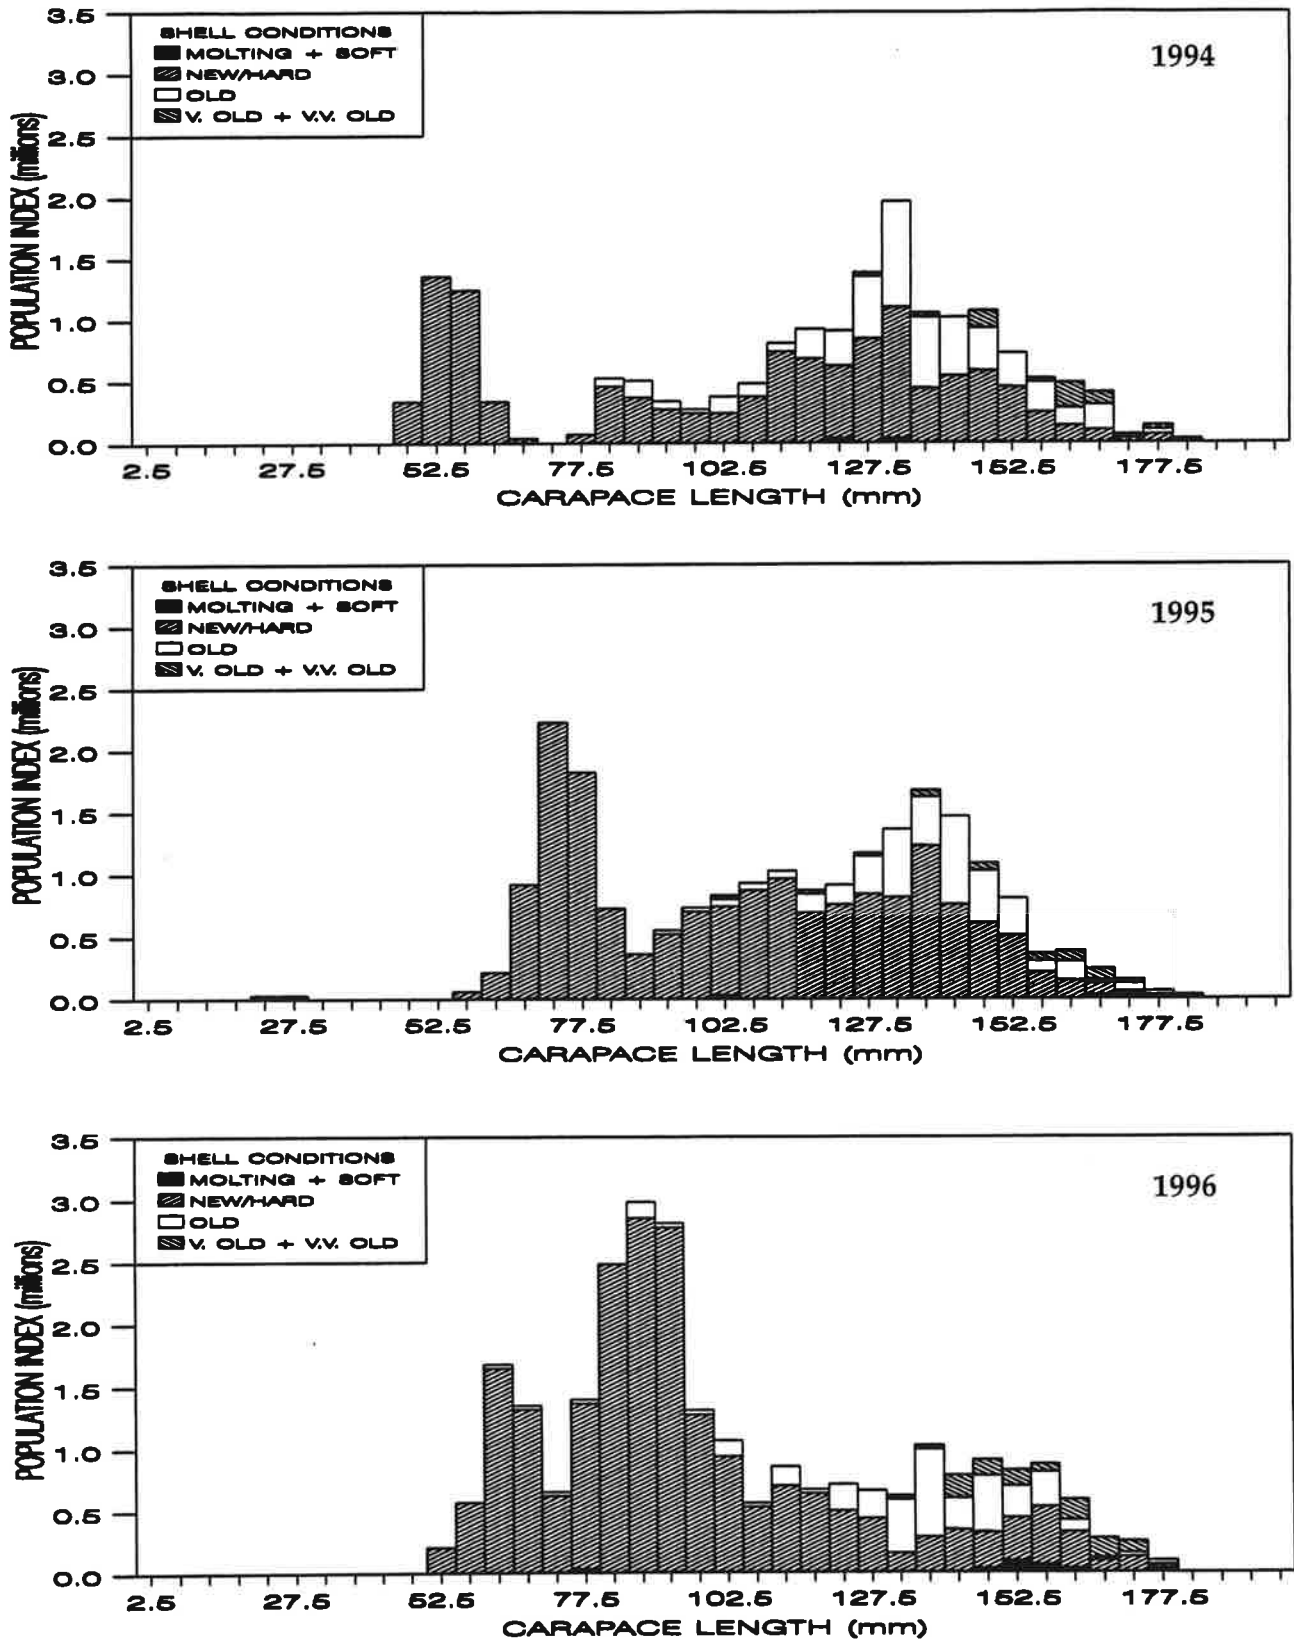 3.5
3.0
2.5
2.0
1.5
1.0
0.5
0.0
POPULATION INDEX (millions)
SHELL CONDITIONS
MOLTING + SOFT
NEW/HARD
OLD
V. OLD + V.V. OLD
1994
2.5 27.5 52.5 77.5 102.5 127.5 152.5 177.5
CARAPACE LENGTH (mm)
3.5
3.0
2.5
2.0
1.5
1.0
0.5
0.0
POPULATION INDEX (millions)
SHELL CONDITIONS
MOLTING + SOFT
NEW/HARD
OLD
V. OLD + V.V. OLD
1995
2.5 27.5 52.5 77.5 102.5 127.5 152.5 177.5
CARAPACE LENGTH (mm)
3.5
3.0
2.5
2.0
1.5
1.0
0.5
0.0
POPULATION INDEX (millions)
SHELL CONDITIONS
MOLTING + SOFT
NEW/HARD
OLD
V. OLD + V.V. OLD
1996
2.5 27.5 52.5 77.5 102.5 127.5 152.5 177.5
CARAPACE LENGTH (mm)